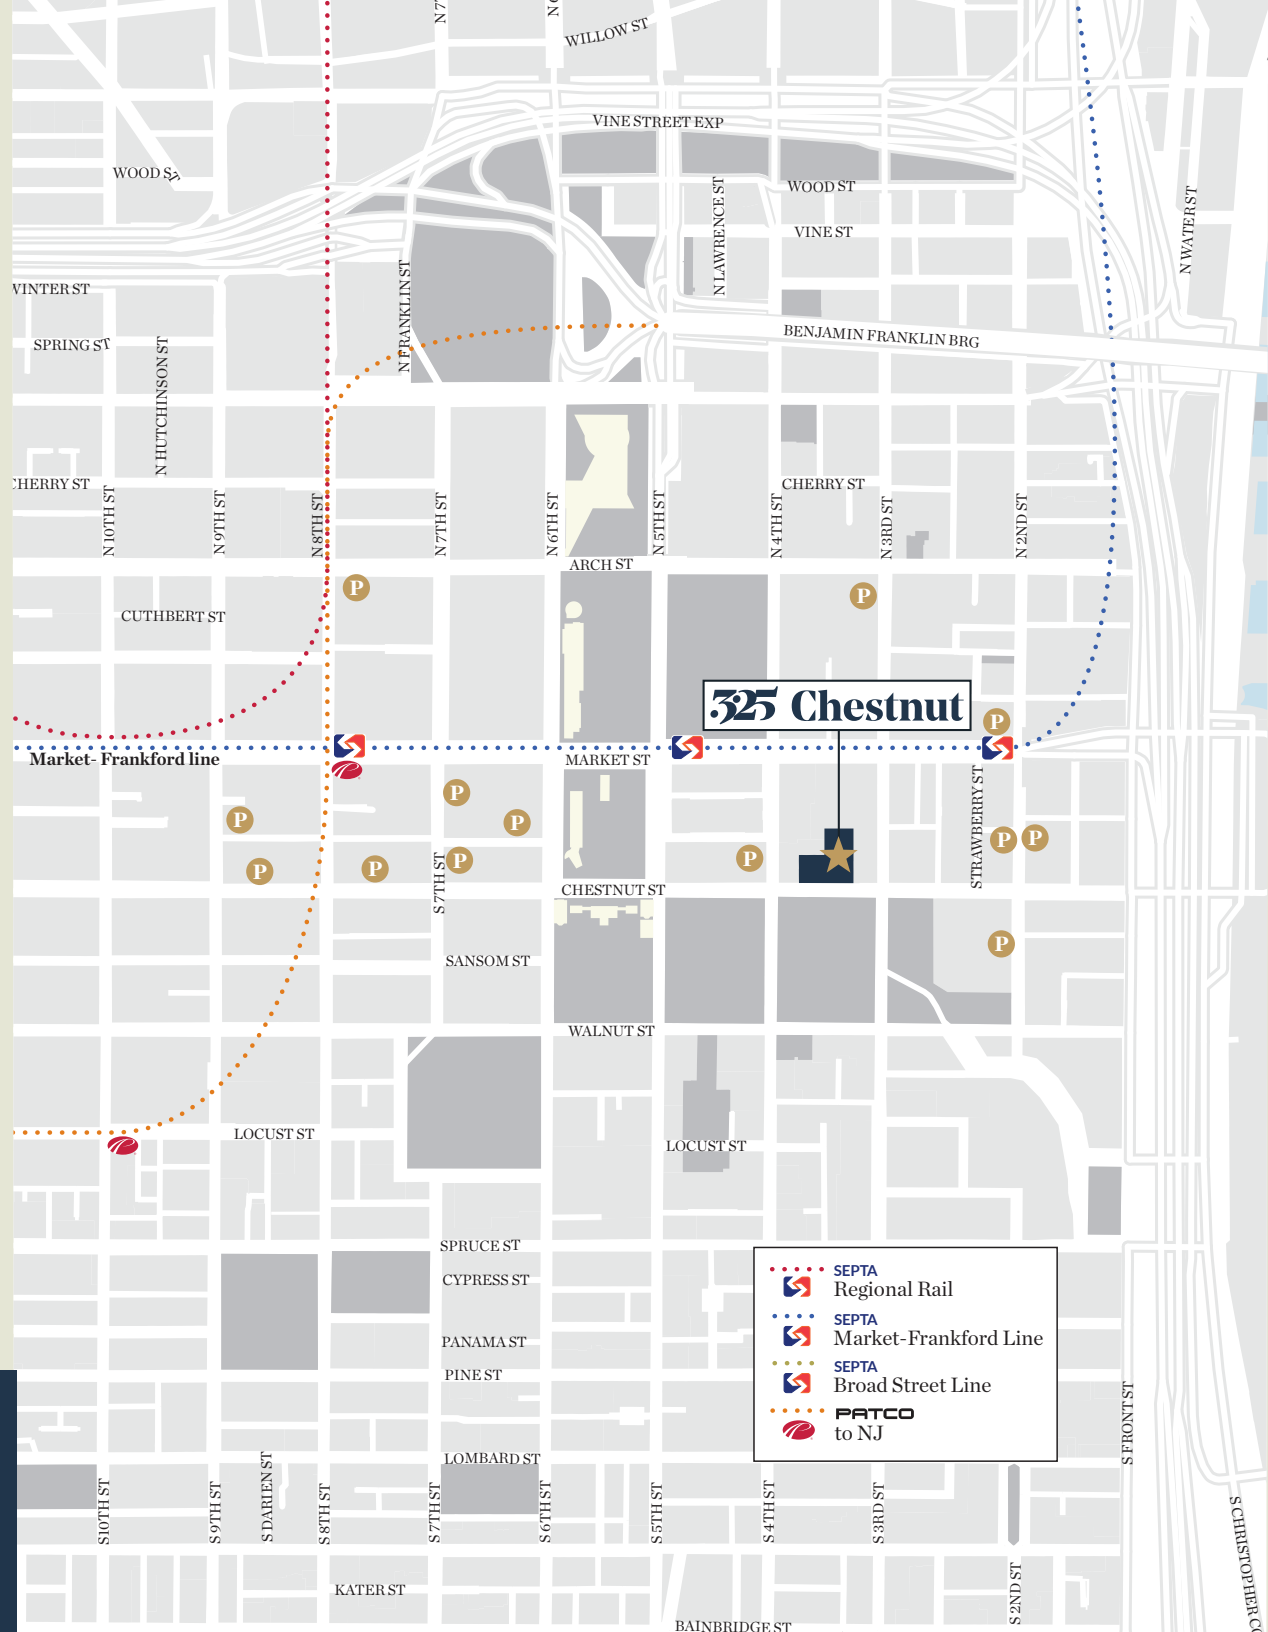 N 7
N 6
WILLOW ST
VINE STREET EXP
WOOD ST
WOOD ST
N LAWRENCE ST
N WATER ST
VINE ST
N FRANKLIN ST
WINTER ST
SPRING ST
N HUTCHINSON ST
BENJAMIN FRANKLIN BRG
CHERRY ST
CHERRY ST
N 10TH ST
N 9TH ST
N 8TH ST
N 7TH ST
N 6TH ST
N 5TH ST
N 4TH ST
N 3RD ST
N 2ND ST
ARCH ST
P
P
CUTHBERT ST
325 Chestnut
P
Market- Frankford line
MARKET ST
STRAWBERRY ST
P
P
P
P
P
P
P
P
P
P
S 7TH ST
CHESTNUT ST
P
SANSOM ST
WALNUT ST
LOCUST ST
LOCUST ST
SPRUCE ST
CYPRESS ST
PANAMA ST
PINE ST
SEPTA
Regional Rail
SEPTA
Market-Frankford Line
SEPTA
Broad Street Line
PATCO
to NJ
S FRONT ST
LOMBARD ST
S 10TH ST
S 9TH ST
S DARIEN ST
S 8TH ST
S 7TH ST
S 6TH ST
S 5TH ST
S 4TH ST
S 3RD ST
S 2ND ST
S CHRISTOPHER CO
KATER ST
BAINBRIDGE ST